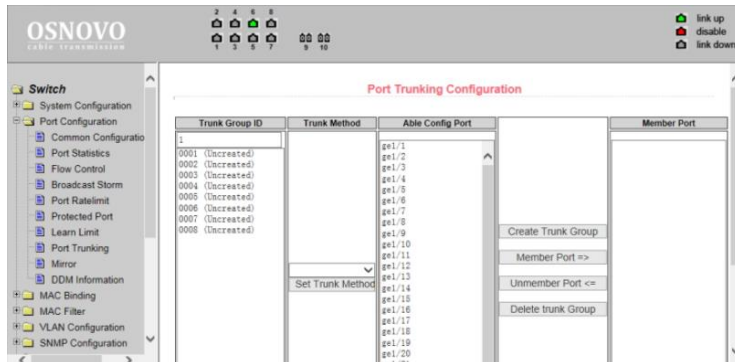 OSNOVO
cable transmission
2 4 6 8
1 3 5 7 9 10
link up
disable
link down
Switch
System Configuration
Port Configuration
Common Configuratio
Port Statistics
Flow Control
Broadcast Storm
Port Ratelimit
Protected Port
Learn Limit
Port Trunking
Mirror
DDM Information
MAC Binding
MAC Filter
VLAN Configuration
SNMP Configuration
Port Trunking Configuration
Trunk Group ID
1
0001 (Uncreated)
0002 (Uncreated)
0003 (Uncreated)
0004 (Uncreated)
0005 (Uncreated)
0006 (Uncreated)
0007 (Uncreated)
0008 (Uncreated)
Trunk Method
Set Trunk Method
Able Config Port
ge1/1
ge1/2
ge1/3
ge1/4
ge1/5
ge1/6
ge1/7
ge1/8
ge1/9
ge1/10
ge1/11
ge1/12
ge1/13
ge1/14
ge1/15
ge1/16
ge1/17
ge1/18
ge1/19
ge1/20
Create Trunk Group
Member Port =>
Unmember Port <=
Delete trunk Group
Member Port